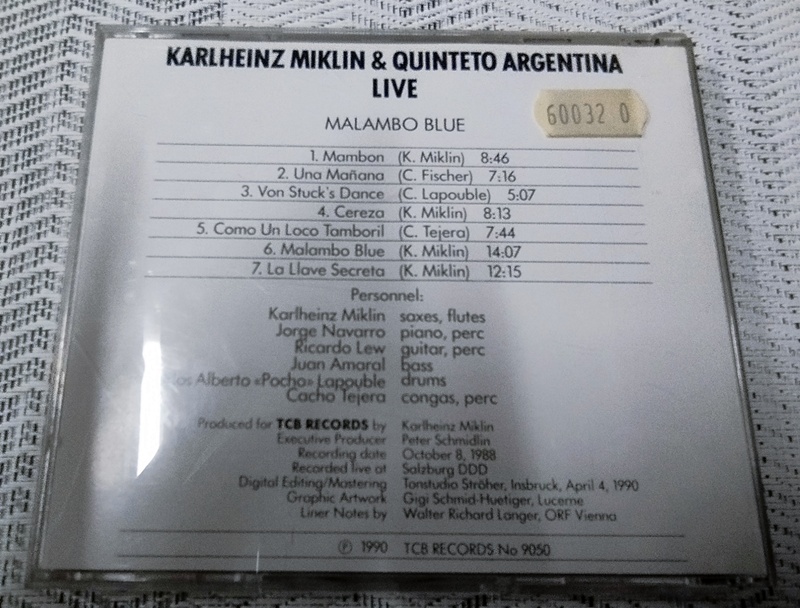 KARLHEINZ MIKLIN & QUINTETO ARGENTINA
LIVE
60032 0
MALAMBO BLUE
1. Mambon (K. Miklin) 8:46
2. Una Mañana (C. Fischer) 7:16
3. Von Stuck's Dance (C. Lapouble) 5:07
4. Cereza (K. Miklin) 8:13
5. Como Un Loco Tamboril (C. Tejera) 7:44
6. Malambo Blue (K. Miklin) 14:07
7. La Llave Secreta (K. Miklin) 12:15
Personnel:
Karlheinz Miklin saxes, flutes
Jorge Navarro piano, perc
Ricardo Lew guitar, perc
Juan Amaral bass
Alberto «Pocho» Lapouble drums
Cacho Tejera congas, perc
Produced for TCB RECORDS by Karlheinz Miklin
Executive Producer Peter Schmidlin
Recording date October 8, 1988
Recorded live at Salzburg DDD
Digital Editing/Mastering Tonstudio Ströher, Insbruck, April 4, 1990
Graphic Artwork Gigi Schmid-Huetiger, Lucerne
Liner Notes by Walter Richard Langer, ORF Vienna
℗ 1990 TCB RECORDS No 9050